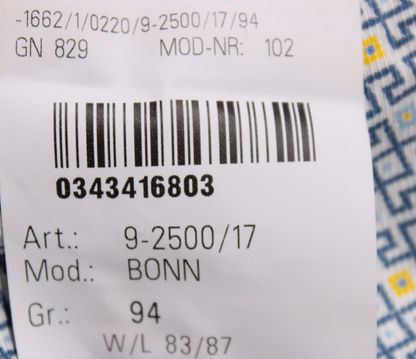 -1662/1/0220/9-2500/17/94
GN 829 MOD-NR: 102
0343416803
Art.: 9-2500/17
Mod.: BONN
Gr.: 94
W/L 83/87